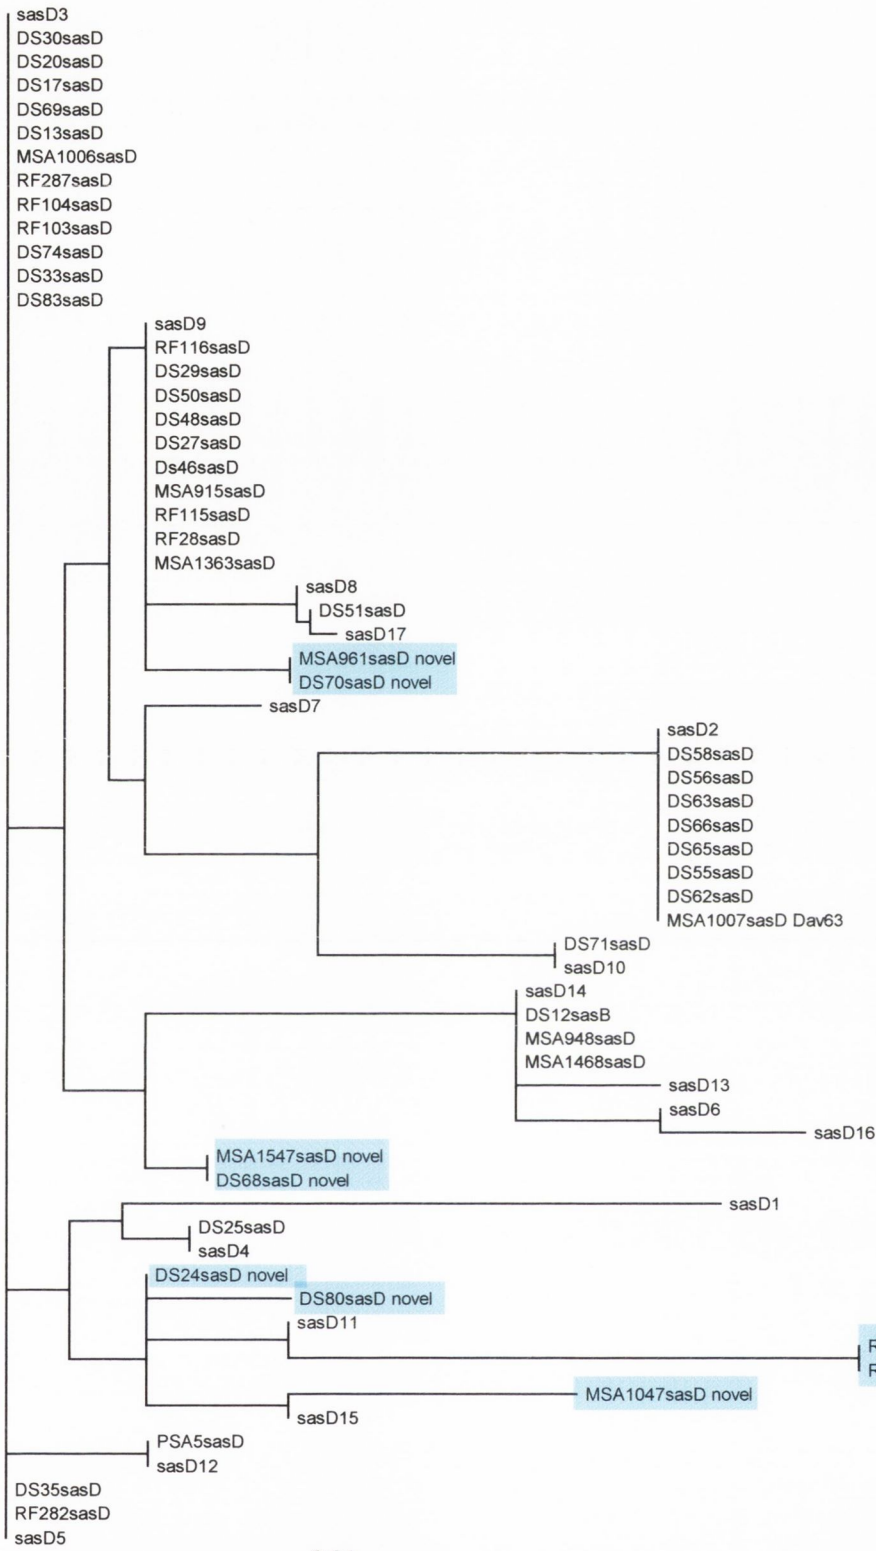 sasD3
DS30sasD
DS20sasD
DS17sasD
DS69sasD
DS13sasD
MSA1006sasD
RF287sasD
RF104sasD
RF103sasD
DS74sasD
DS33sasD
DS83sasD
sasD9
RF116sasD
DS29sasD
DS50sasD
DS48sasD
DS27sasD
Ds46sasD
MSA915sasD
RF115sasD
RF28sasD
MSA1363sasD
sasD8
DS51sasD
sasD17
MSA961sasD novel
DS70sasD novel
sasD7
sasD2
DS58sasD
DS56sasD
DS63sasD
DS66sasD
DS65sasD
DS55sasD
DS62sasD
MSA1007sasD Dav63
DS71sasD
sasD10
sasD14
DS12sasB
MSA948sasD
MSA1468sasD
sasD13
sasD6
sasD16
MSA1547sasD novel
DS68sasD novel
sasD1
DS25sasD
sasD4
DS24sasD novel
DS80sasD novel
sasD11
R
R
MSA1047sasD novel
sasD15
PSA5sasD
sasD12
DS35sasD
RF282sasD
sasD5